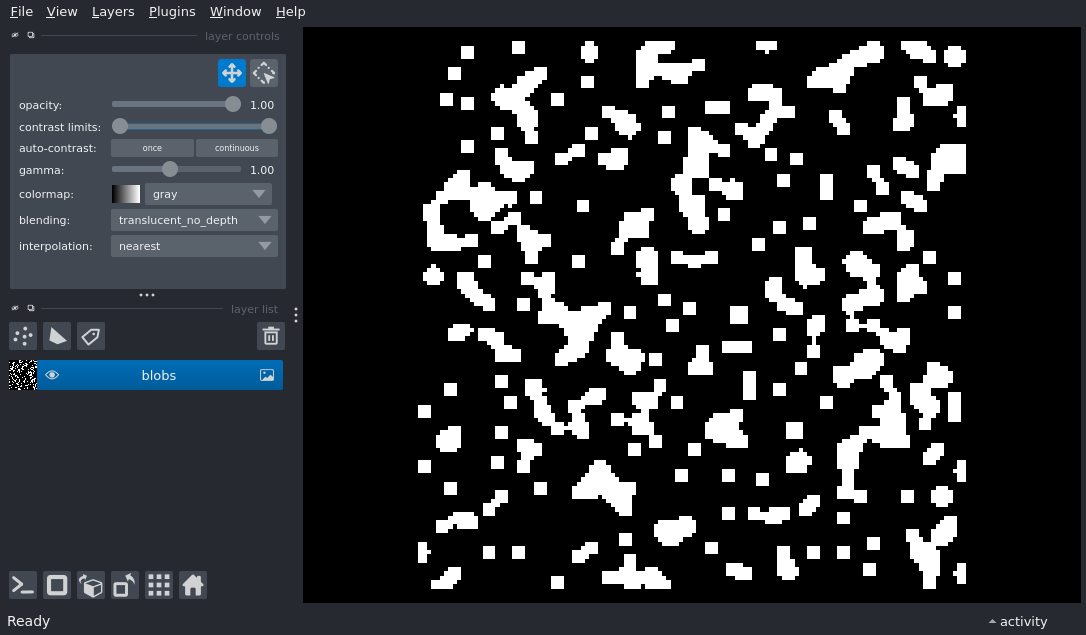 File View Layers Plugins Window Help
layer controls
opacity: 1.00
contrast limits:
auto-contrast: once continuous
gamma: 1.00
colormap: gray
blending: translucent_no_depth
interpolation: nearest
layer list
blobs
Ready activity